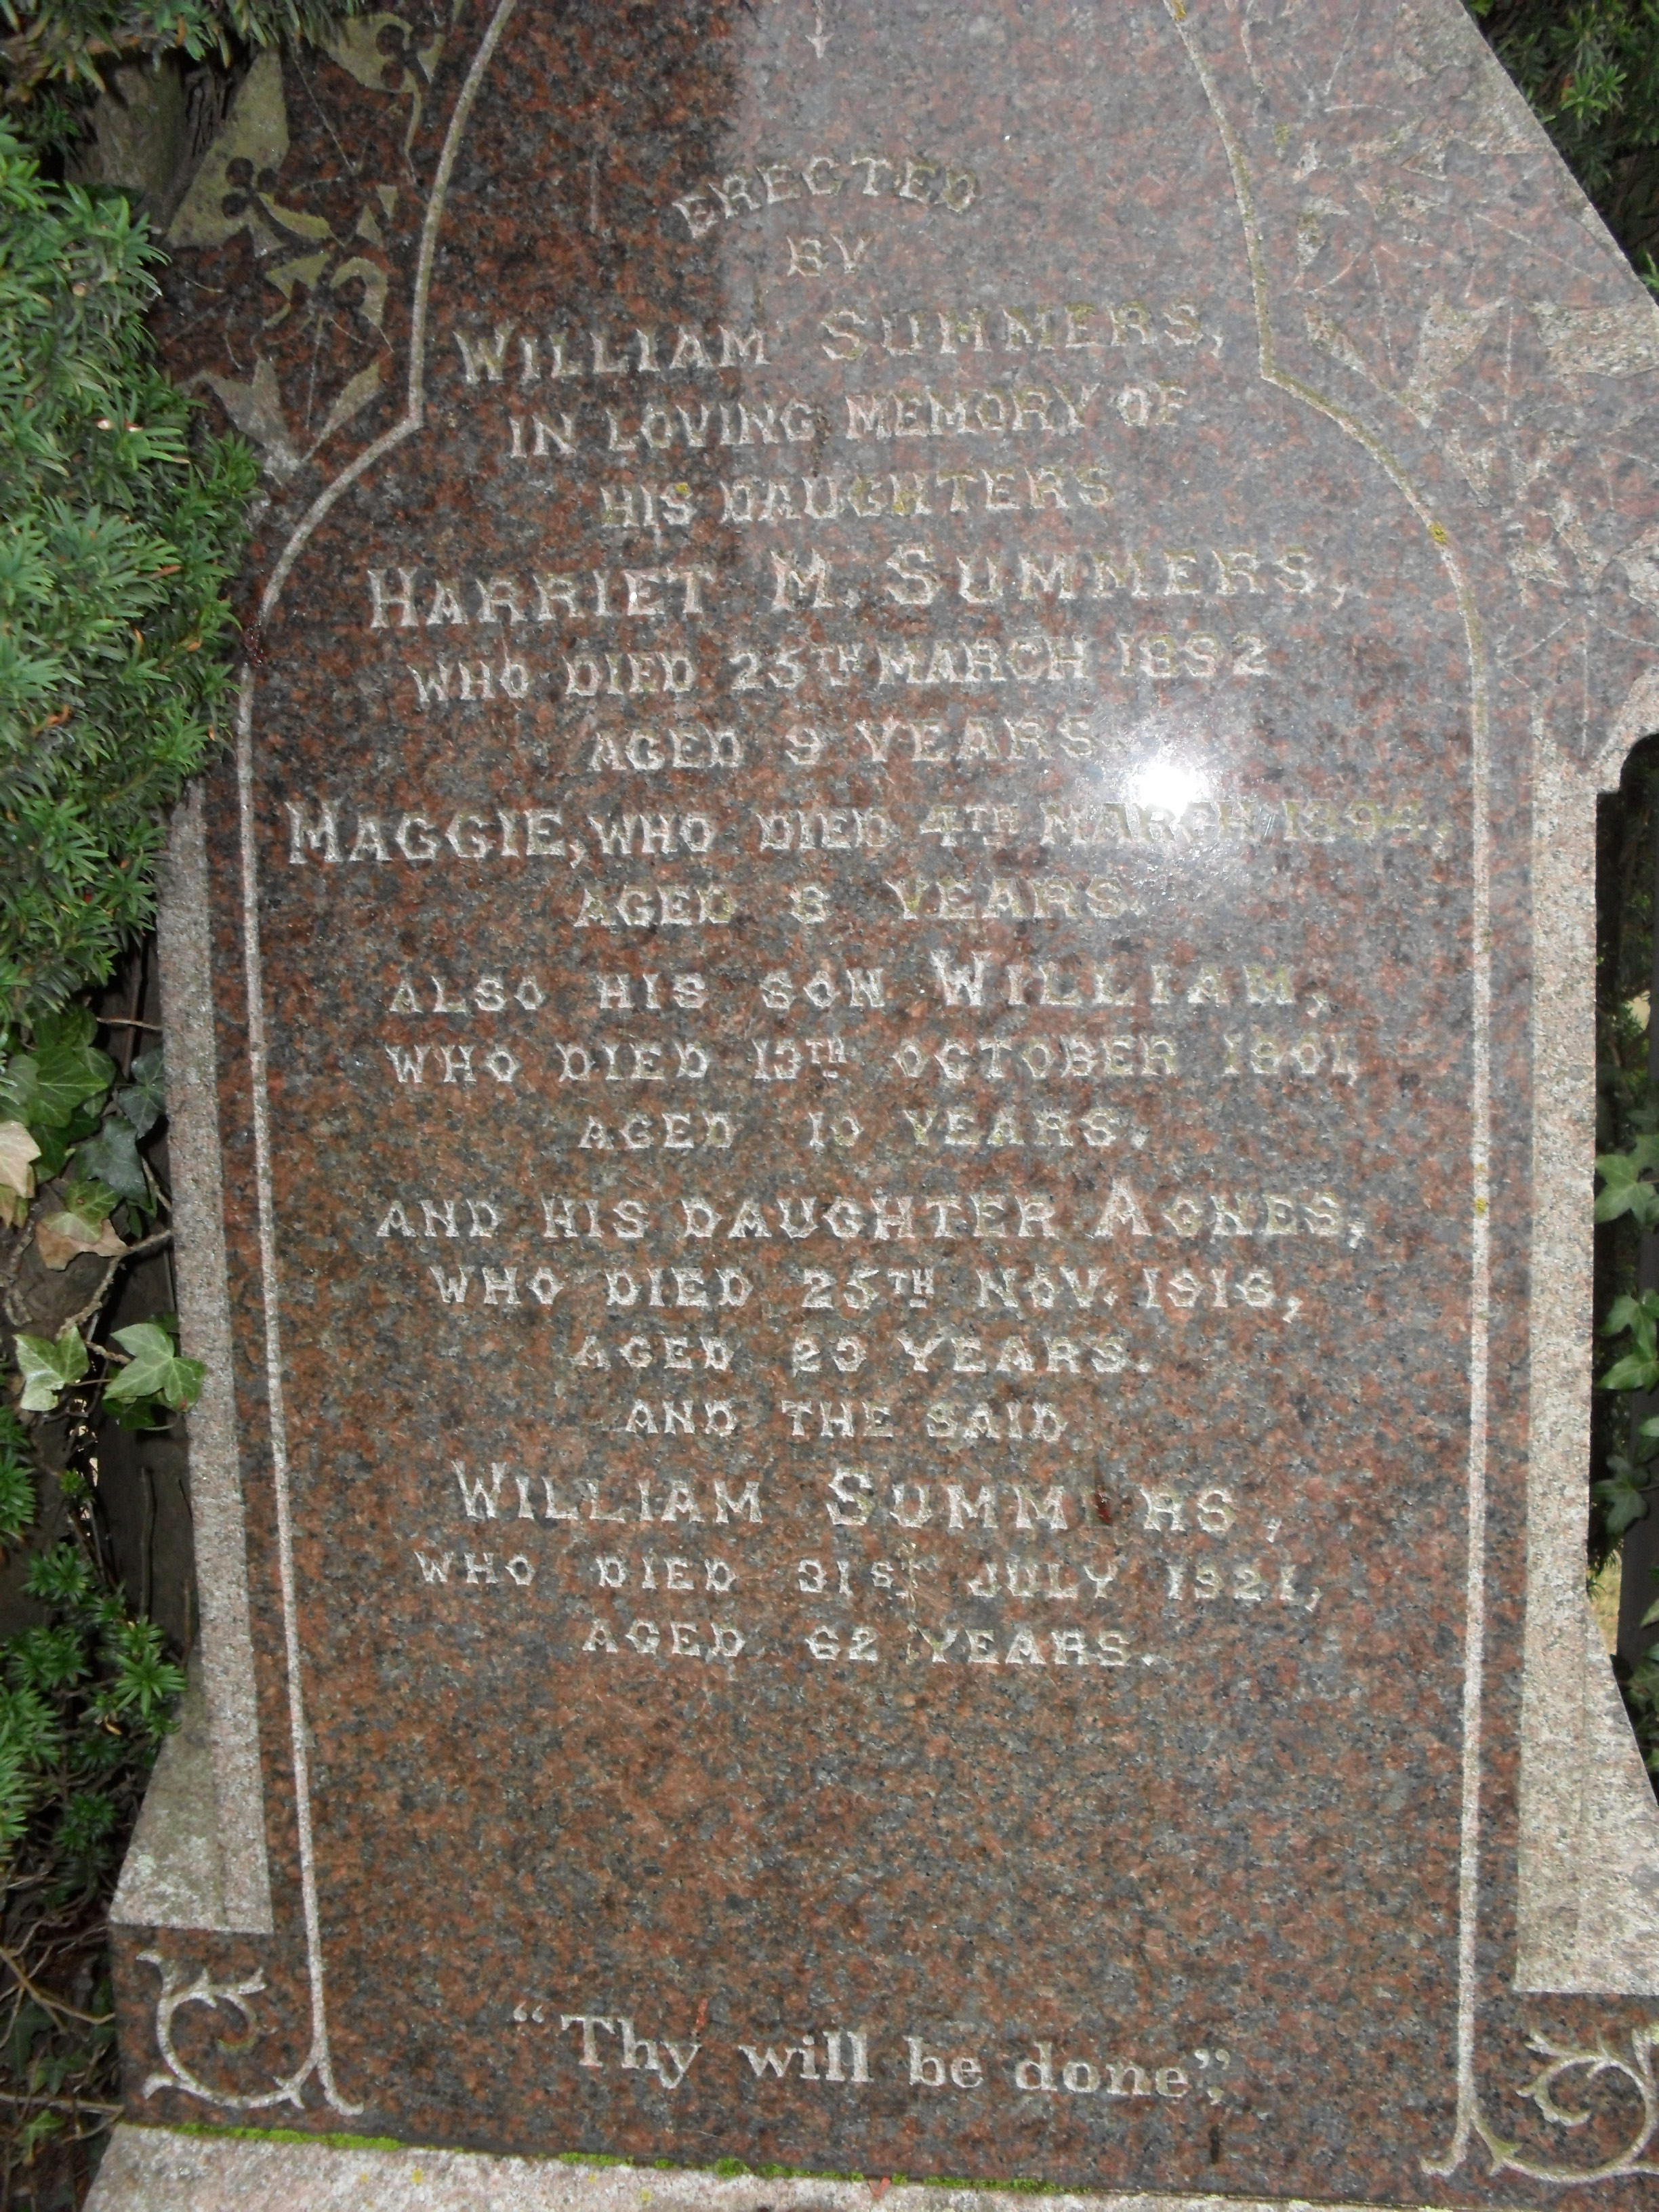 ERECTED
BY
WILLIAM SUMMERS,
IN LOVING MEMORY OF
HIS DAUGHTERS
HARRIET M. SUMMERS,
WHO DIED 25TH MARCH 1892
AGED 9 YEARS.
MAGGIE, WHO DIED 4TH MARCH 1894,
AGED 8 YEARS.
ALSO HIS SON WILLIAM,
WHO DIED 13TH OCTOBER 1901,
AGED 10 YEARS.
AND HIS DAUGHTER AGNES,
WHO DIED 25TH NOV. 1916,
AGED YEARS.
AND THE SAID
WILLIAM SUMMERS,
WHO DIED 31ST JULY 1921,
AGED 62 YEARS.
"Thy will be done",